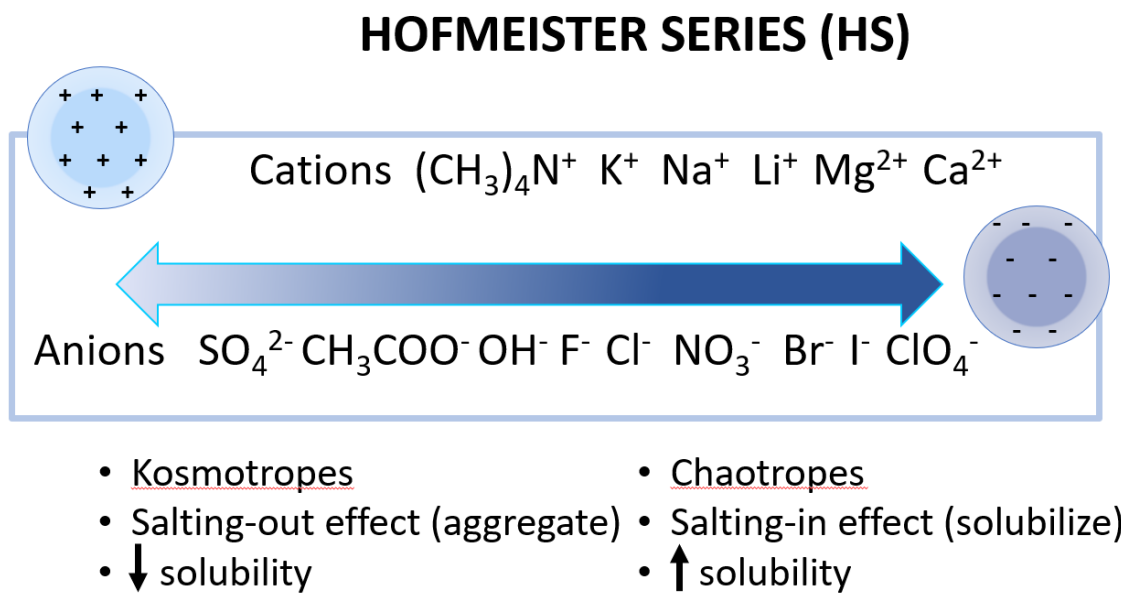 HOFMEISTER SERIES (HS)
+ + +
+ +
+ + +
+ +
Cations (CH₃)₄N⁺ K⁺ Na⁺ Li⁺ Mg²⁺ Ca²⁺
- - -
- -
- - -
- -
Anions SO₄²⁻ CH₃COO⁻ OH⁻ F⁻ Cl⁻ NO₃⁻ Br⁻ I⁻ ClO₄⁻
• Kosmotropes
• Salting-out effect (aggregate)
• ↓ solubility
• Chaotropes
• Salting-in effect (solubilize)
• ↑ solubility